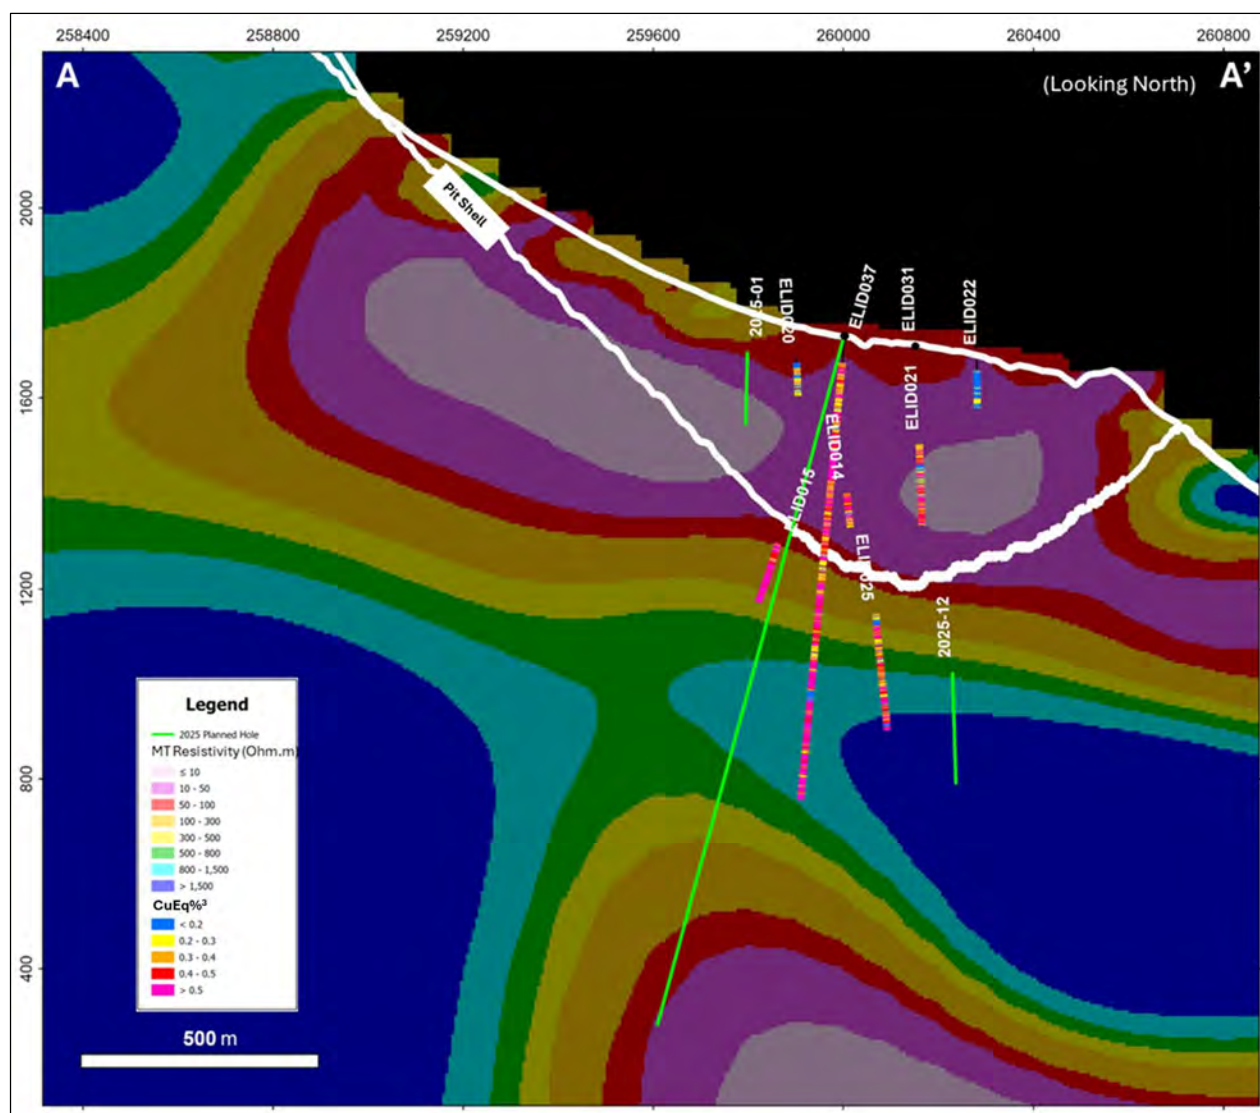 258400 258800 259200 259600 260000 260400 260800
A
(Looking North)
A'
2000
1600
1200
800
400
Pit Shell
2025-01
ELID020
ELID037
ELID031
ELID022
ELID021
ELID014
LID015
ELID025
2025-12
Legend
2025 Planned Hole
MT Resistivity (Ohm.m)
≤ 10
10 - 50
50 - 100
100 - 300
300 - 500
500 - 800
800 - 1,500
> 1,500
CuEq%³
< 0.2
0.2 - 0.3
0.3 - 0.4
0.4 - 0.5
> 0.5
500 m